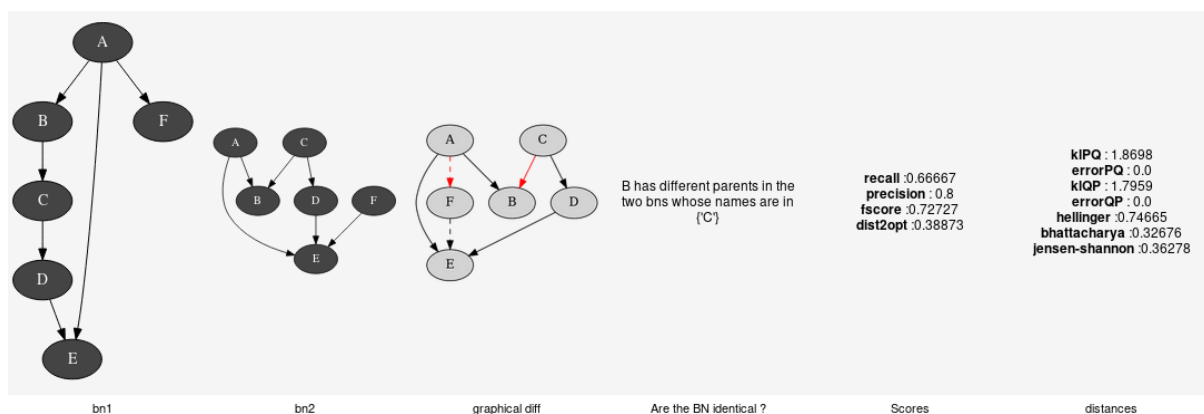 A
B
F
C
D
E
A
C
B
D
F
E
A
C
F
B
D
E
B has different parents in the
two bns whose names are in
{'C'}
recall :0.66667
precision : 0.8
fscore :0.72727
dist2opt :0.38873
klPQ : 1.8698
errorPQ : 0.0
klQP : 1.7959
errorQP : 0.0
hellinger :0.74665
bhattacharya :0.32676
jensen-shannon :0.36278
bn1
bn2
graphical diff
Are the BN identical ?
Scores
distances